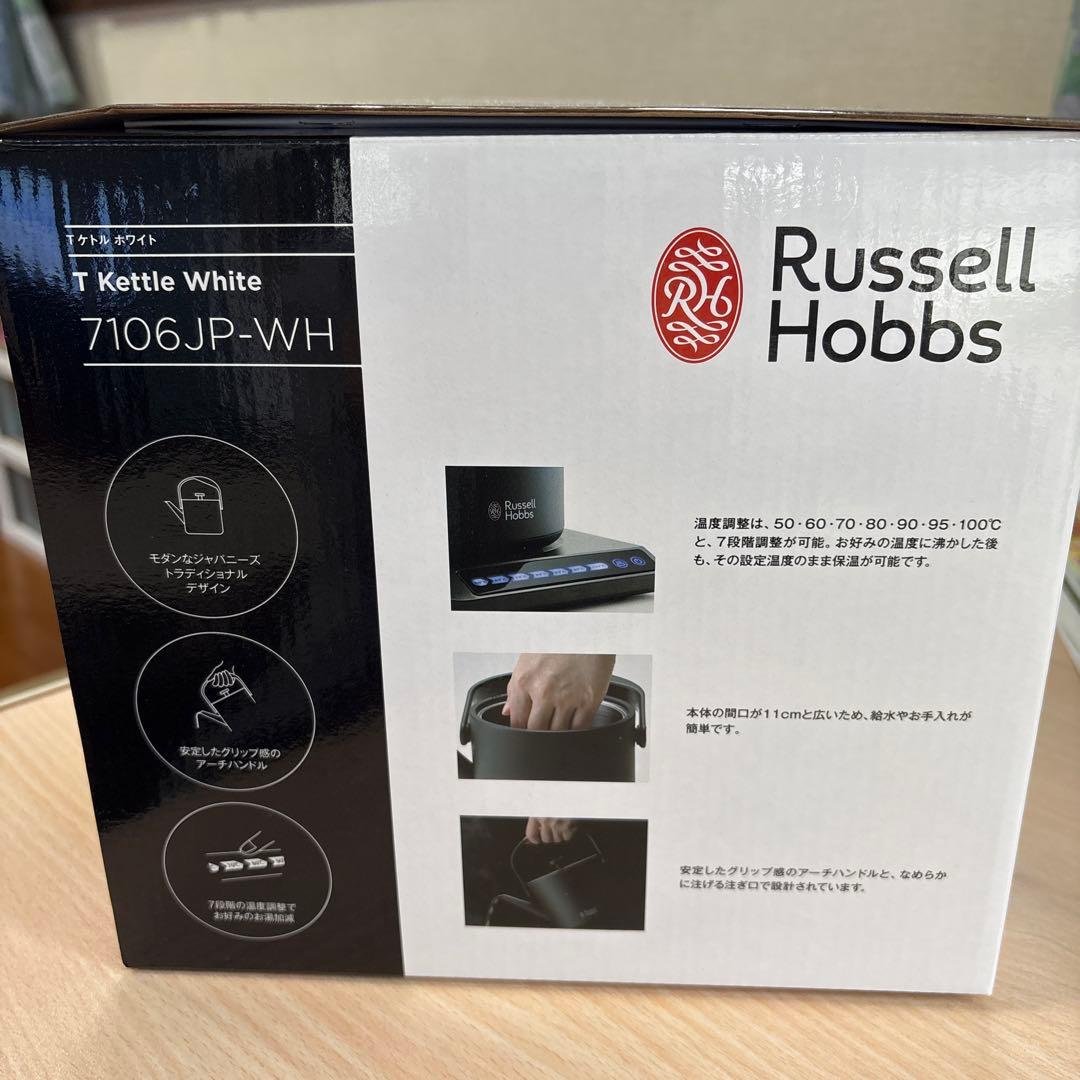 Tケトル ホワイト
T Kettle White
7106JP-WH
モダンなジャパニーズ
トラディショナル
デザイン
安定したグリップ感の
アーチハンドル
7段階の温度調整で
お好みのお湯加減
RH
Russell
Hobbs
Russell
Hobbs
温度調整は、50・60・70・80・90・95・100℃
と、7段階調整が可能。お好みの温度に沸かした後
も、その設定温度のまま保温が可能です。
本体の間口が11cmと広いため、給水やお手入れが
簡単です。
安定したグリップ感のアーチハンドルと、なめらか
に注げる注ぎ口で設計されています。